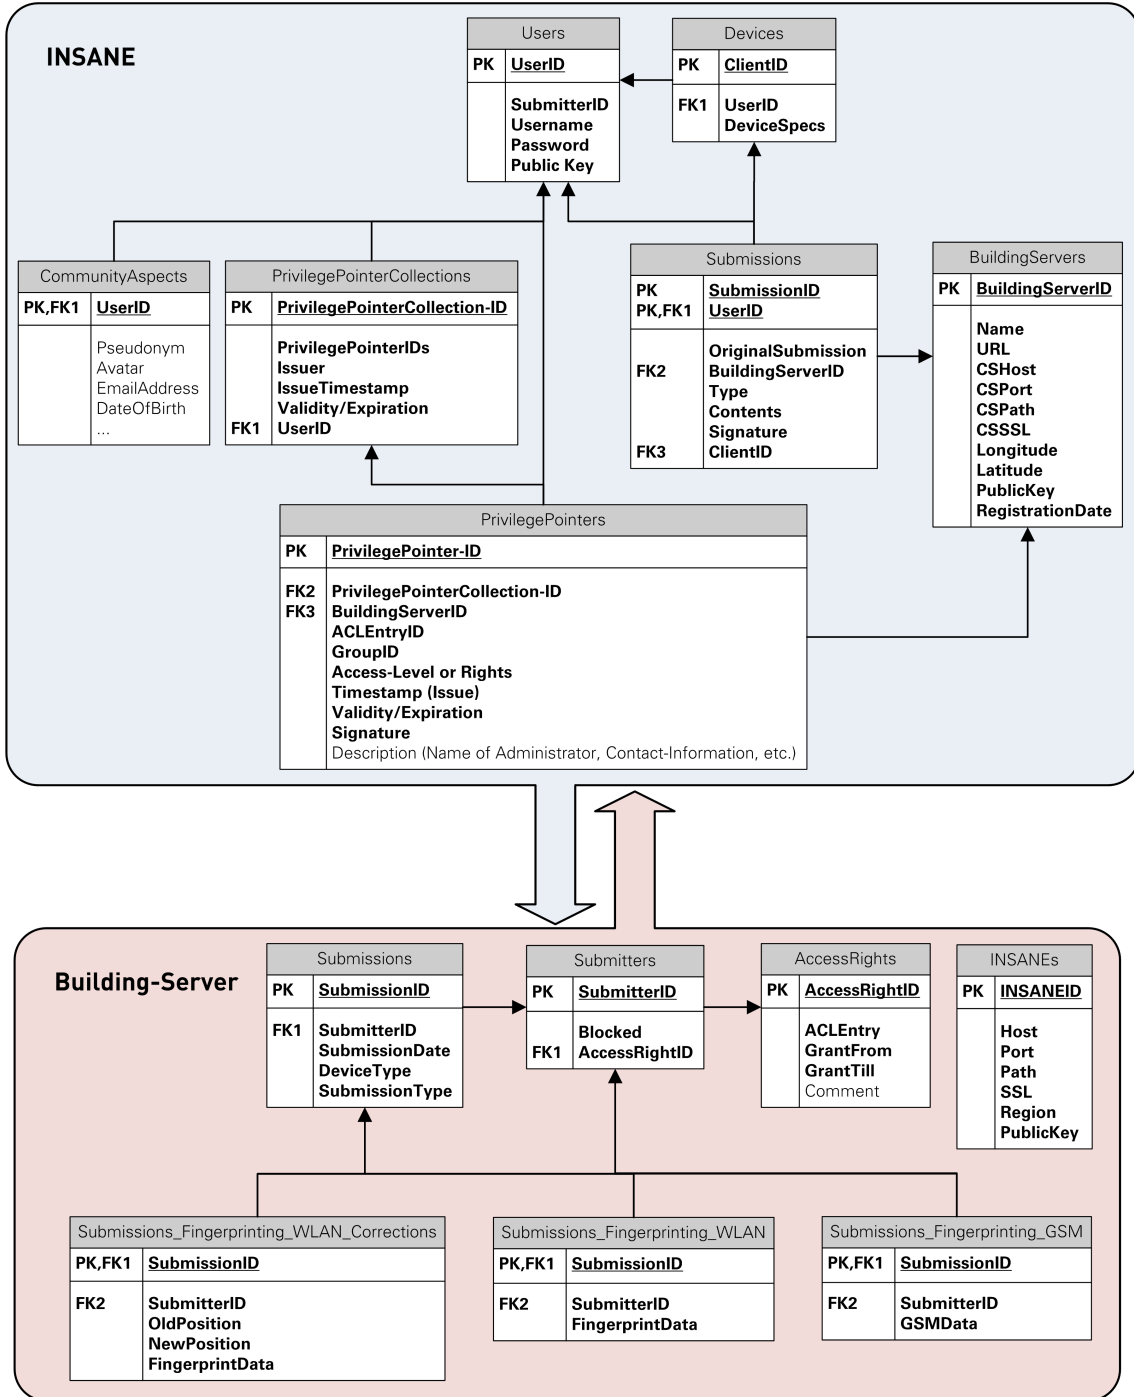 INSANE
Users
PK UserID
SubmitterID
Username
Password
Public Key
Devices
PK ClientID
FK1 UserID
DeviceSpecs
CommunityAspects
PK,FK1 UserID
Pseudonym
Avatar
EmailAddress
DateOfBirth
...
PrivilegePointerCollections
PK PrivilegePointerCollection-ID
PrivilegePointerIDs
Issuer
IssueTimestamp
Validity/Expiration
FK1 UserID
Submissions
PK SubmissionID
PK,FK1 UserID
OriginalSubmission
FK2 BuildingServerID
Type
Contents
Signature
FK3 ClientID
BuildingServers
PK BuildingServerID
Name
URL
CSHost
CSPort
CSPath
CSSSL
Longitude
Latitude
PublicKey
RegistrationDate
PrivilegePointers
PK PrivilegePointer-ID
FK2 PrivilegePointerCollection-ID
FK3 BuildingServerID
ACLEntryID
GroupID
Access-Level or Rights
Timestamp (Issue)
Validity/Expiration
Signature
Description (Name of Administrator, Contact-Information, etc.)
Building-Server
Submissions
PK SubmissionID
FK1 SubmitterID
SubmissionDate
DeviceType
SubmissionType
Submitters
PK SubmitterID
Blocked
FK1 AccessRightID
AccessRights
PK AccessRightID
ACLEntry
GrantFrom
GrantTill
Comment
INSANEs
PK INSANEID
Host
Port
Path
SSL
Region
PublicKey
Submissions_Fingerprinting_WLAN_Corrections
PK,FK1 SubmissionID
FK2 SubmitterID
OldPosition
NewPosition
FingerprintData
Submissions_Fingerprinting_WLAN
PK,FK1 SubmissionID
FK2 SubmitterID
FingerprintData
Submissions_Fingerprinting_GSM
PK,FK1 SubmissionID
FK2 SubmitterID
GSMData